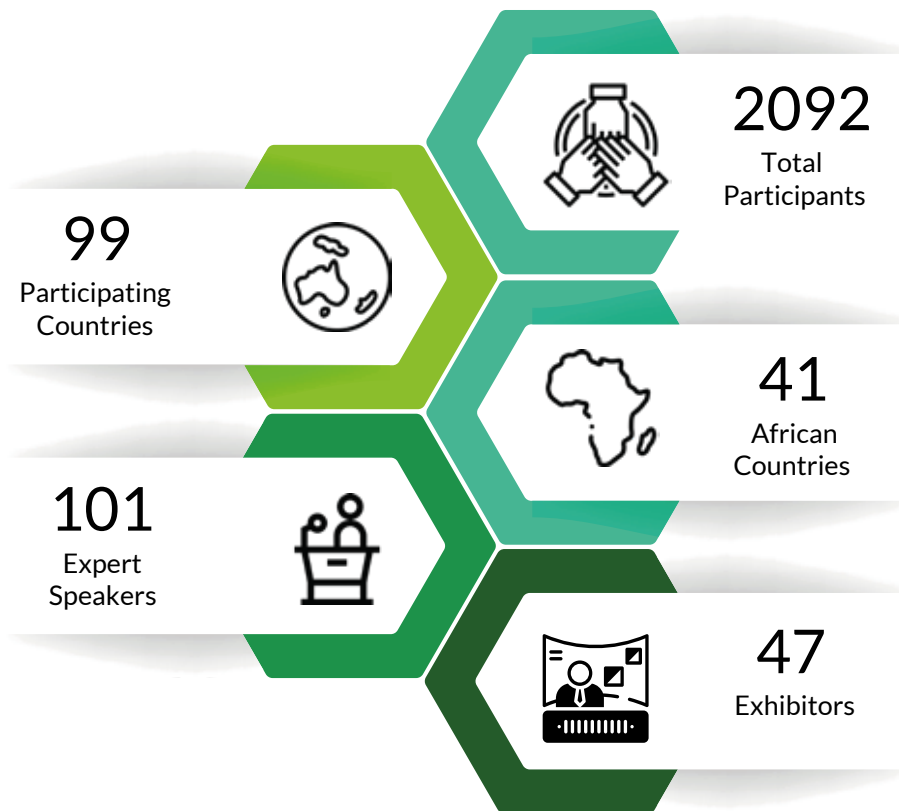 2092
Total
Participants
99
Participating
Countries
41
African
Countries
101
Expert
Speakers
47
Exhibitors